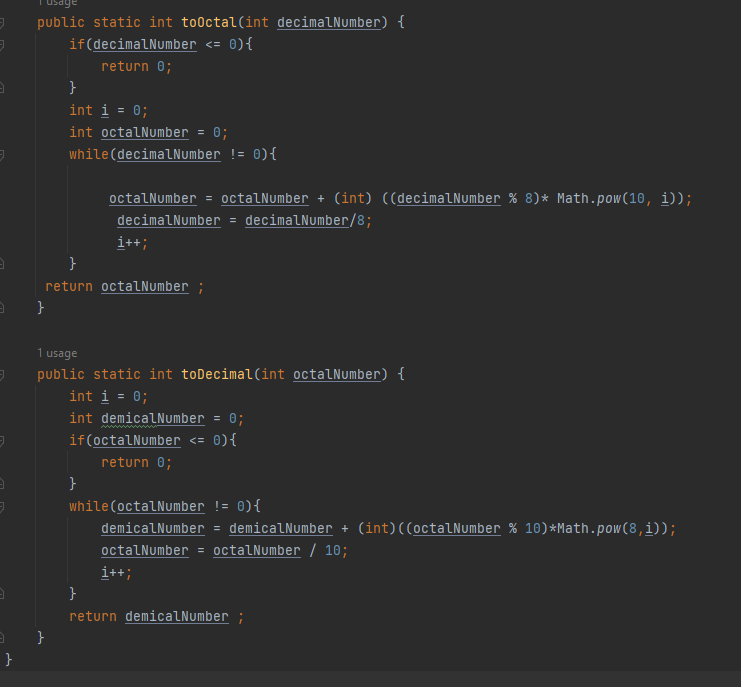 1 usage
public static int toOctal(int decimalNumber) {
if(decimalNumber <= 0){
return 0;
}
int i = 0;
int octalNumber = 0;
while(decimalNumber != 0){
octalNumber = octalNumber + (int) ((decimalNumber % 8)* Math.pow(10, i));
decimalNumber = decimalNumber/8;
i++;
}
return octalNumber ;
}
1 usage
public static int toDecimal(int octalNumber) {
int i = 0;
int demicalNumber = 0;
if(octalNumber <= 0){
return 0;
}
while(octalNumber != 0){
demicalNumber = demicalNumber + (int)((octalNumber % 10)*Math.pow(8,i));
octalNumber = octalNumber / 10;
i++;
}
return demicalNumber ;
}
}